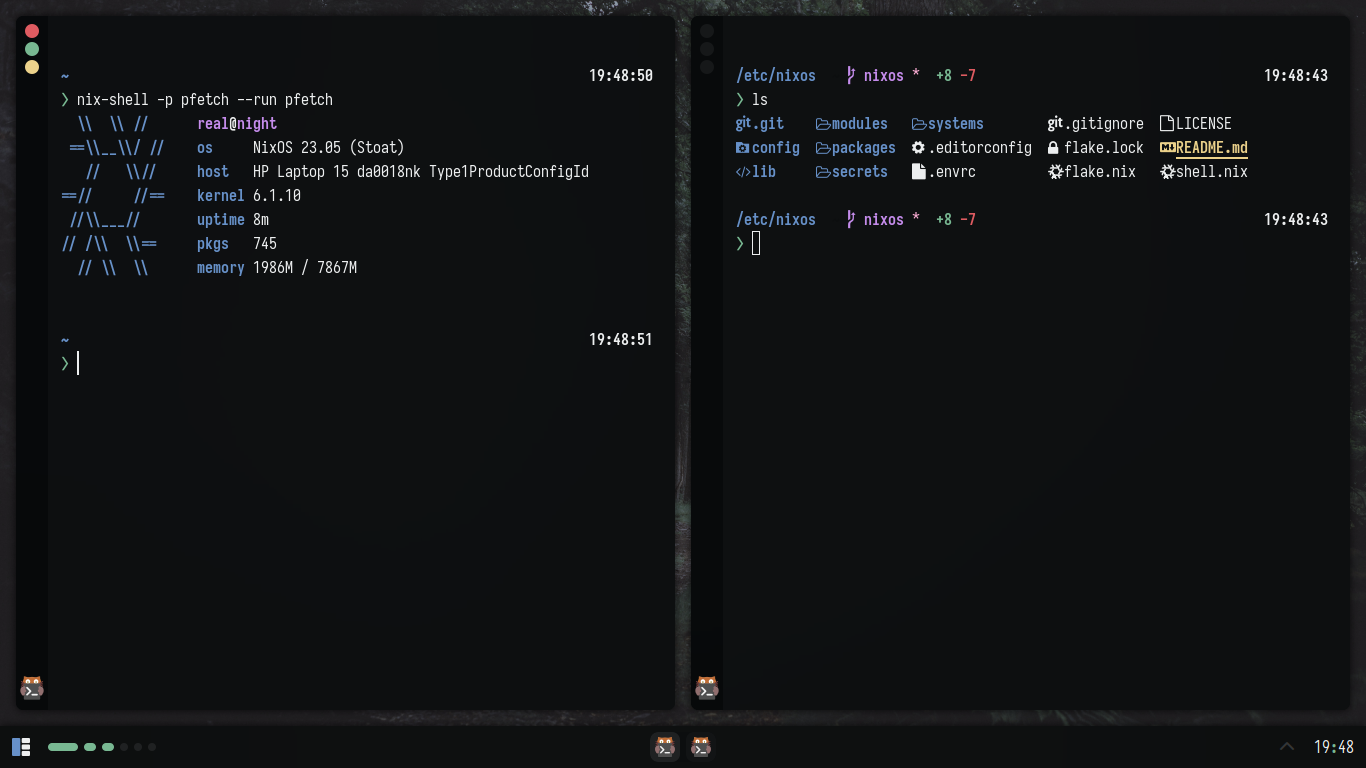 ~ 19:48:50
❯ nix-shell -p pfetch --run pfetch
\\ \\ // real@night
==\\__\\/ // os NixOS 23.05 (Stoat)
// \\// host HP Laptop 15 da0018nk Type1ProductConfigId
==// //== kernel 6.1.10
//\\___// uptime 8m
// /\\ \\== pkgs 745
// \\ \\ memory 1986M / 7867M
~ 19:48:51
❯
/etc/nixos nixos * +8 -7 19:48:43
❯ ls
git .git modules systems git .gitignore LICENSE
config packages .editorconfig flake.lock README.md
lib secrets .envrc flake.nix shell.nix
/etc/nixos nixos * +8 -7 19:48:43
❯
19:48